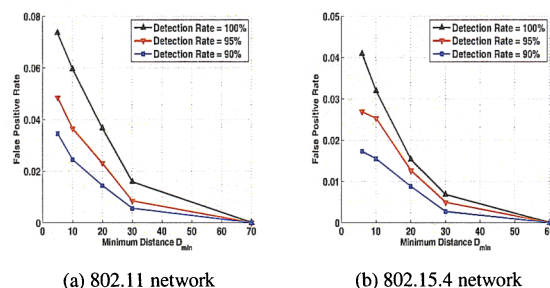 0.08
0.06
0.04
0.02
0
False Positive Rate
Detection Rate = 100%
Detection Rate = 95%
Detection Rate = 90%
0 10 20 30 40 50 60 70
Minimum Distance D min
(a) 802.11 network
0.05
0.04
0.03
0.02
0.01
0
False Positive Rate
Detection Rate = 100%
Detection Rate = 95%
Detection Rate = 90%
0 10 20 30 40 50 60
Minimum Distance D min
(b) 802.15.4 network